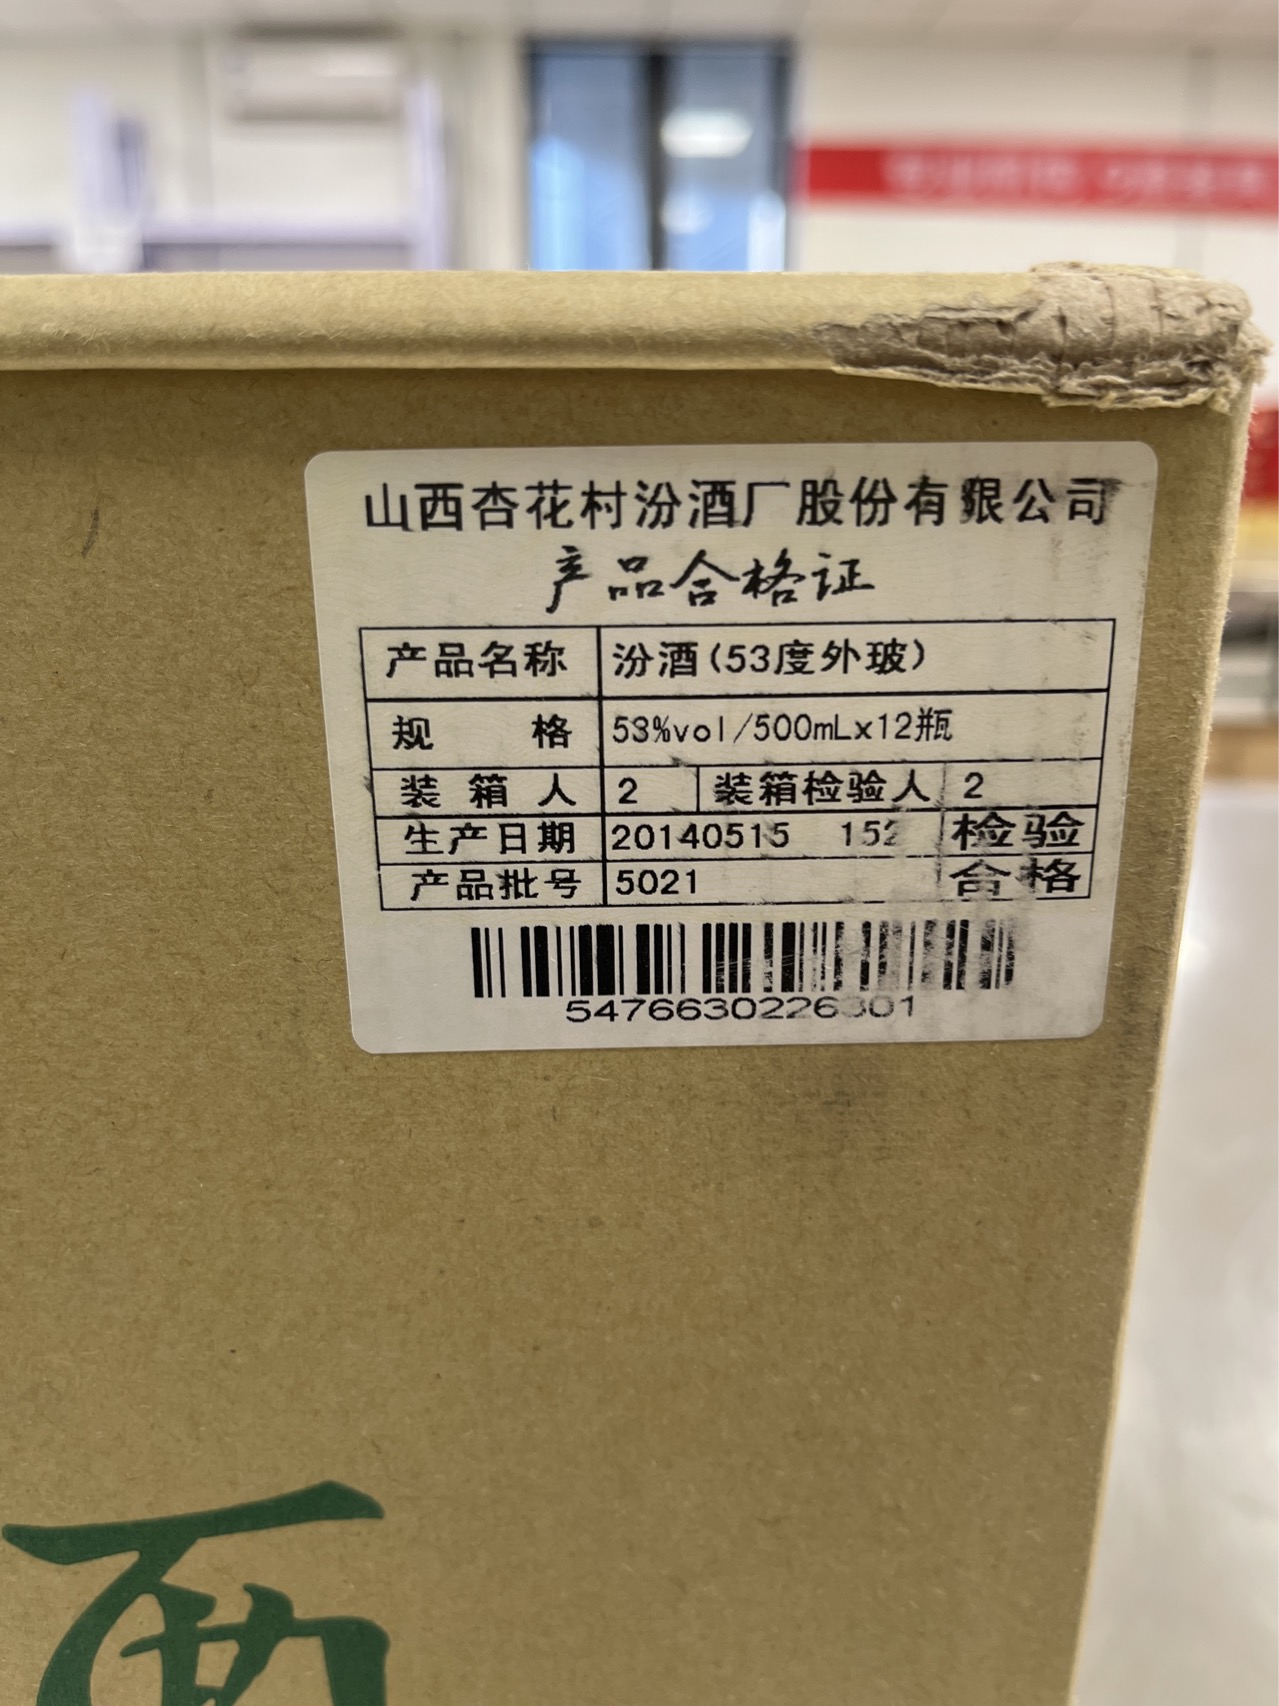 山西杏花村汾酒厂股份有限公司
产品合格证
产品名称 汾酒(53度外玻)
规 格 53%vol/500mLx12瓶
装 箱 人 2 装箱检验人 2
生产日期 20140515 152 检验
产品批号 5021 合格
5476630226301
西